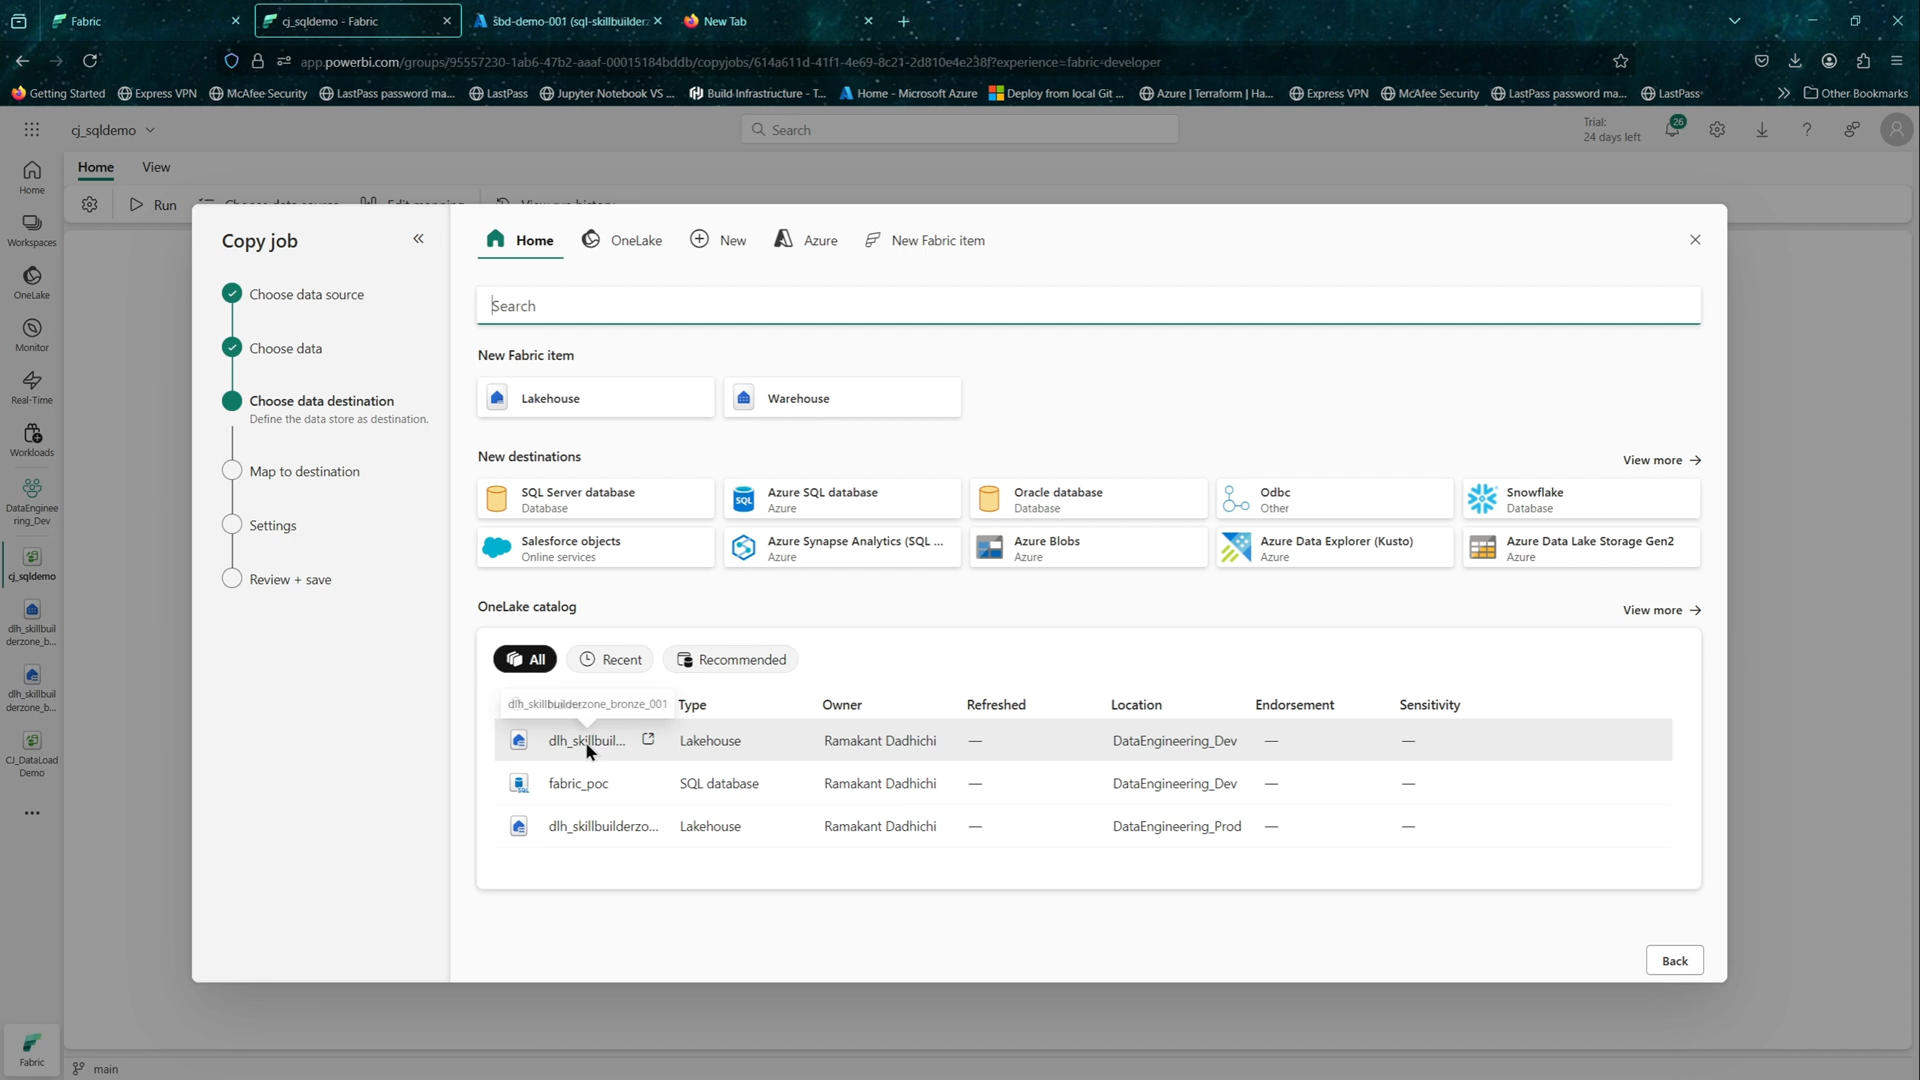 Fabric
cj_sqldemo - Fabric
sbd-demo-001 (sql-skillbuilder
New Tab
app.powerbi.com/groups/95557230-1ab6-47b2-aaaf-00015184bddb/copyjobs/614a611d-41f1-4e69-8c21-2d810e4e238f?experience=fabric-developer
Getting Started
Express VPN
McAfee Security
LastPass password ma...
LastPass
Jupyter Notebook VS ...
Build Infrastructure - T...
Home - Microsoft Azure
Deploy from local Git ...
Azure | Terraform | Ha...
Express VPN
McAfee Security
LastPass password ma...
LastPass
Other Bookmarks
cj_sqldemo
Search
Trial:
24 days left
26
Home
View
Run
Home
Workspaces
OneLake
Monitor
Real-Time
Workloads
DataEnginee
ring_Dev
cj_sqldemo
dlh_skillbuil
derzone_b...
dlh_skillbuil
derzone_b...
CJ_DataLoad
Demo
Fabric
main
Copy job
Choose data source
Choose data
Choose data destination
Define the data store as destination.
Map to destination
Settings
Review + save
Home
OneLake
New
Azure
New Fabric item
Search
New Fabric item
Lakehouse
Warehouse
New destinations
View more
SQL Server database
Database
Azure SQL database
Azure
Oracle database
Database
Odbc
Other
Snowflake
Database
Salesforce objects
Online services
Azure Synapse Analytics (SQL ...
Azure
Azure Blobs
Azure
Azure Data Explorer (Kusto)
Azure
Azure Data Lake Storage Gen2
Azure
OneLake catalog
View more
All
Recent
Recommended
dlh_skillbuilderzone_bronze_001
Type
Owner
Refreshed
Location
Endorsement
Sensitivity
dlh_skillbuil...
Lakehouse
Ramakant Dadhichi
—
DataEngineering_Dev
—
—
fabric_poc
SQL database
Ramakant Dadhichi
—
DataEngineering_Dev
—
—
dlh_skillbuilderzo...
Lakehouse
Ramakant Dadhichi
—
DataEngineering_Prod
—
—
Back